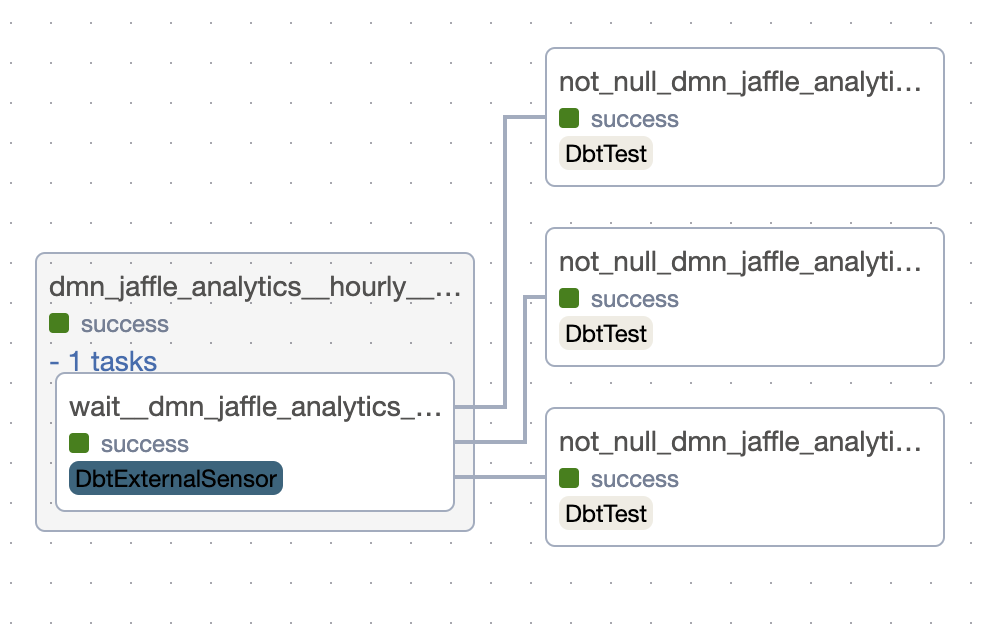 not_null_dmn_jaffle_analyti...
success
DbtTest
not_null_dmn_jaffle_analyti...
success
DbtTest
dmn_jaffle_analytics__hourly__...
success
- 1 tasks
wait__dmn_jaffle_analytics_...
success
DbtExternalSensor
not_null_dmn_jaffle_analyti...
success
DbtTest